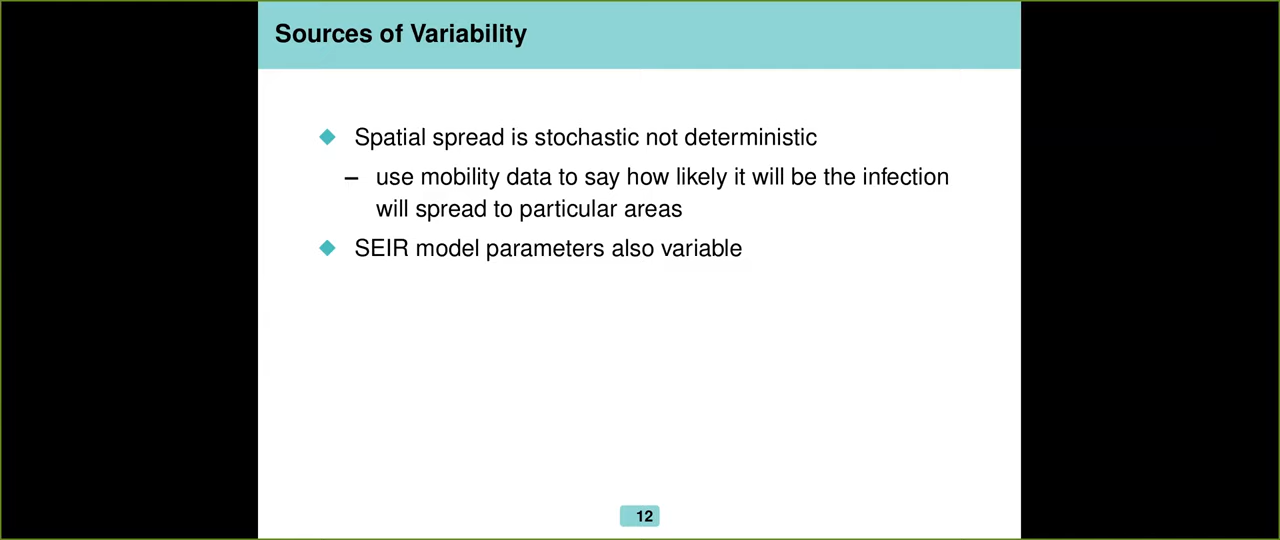 Sources of Variability
Spatial spread is stochastic not deterministic
– use mobility data to say how likely it will be the infection
will spread to particular areas
SEIR model parameters also variable
12